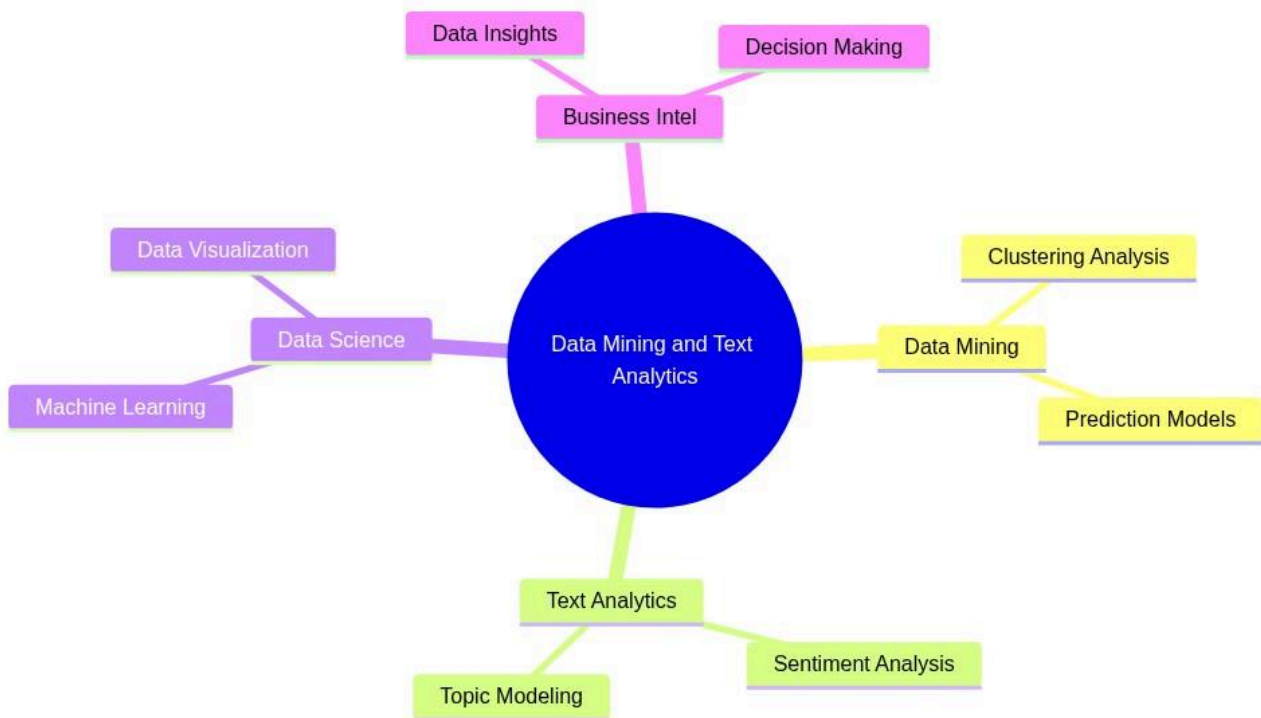 Data Insights
Decision Making
Business Intel
Data Visualization
Clustering Analysis
Data Science
Data Mining and Text
Analytics
Data Mining
Machine Learning
Prediction Models
Text Analytics
Sentiment Analysis
Topic Modeling